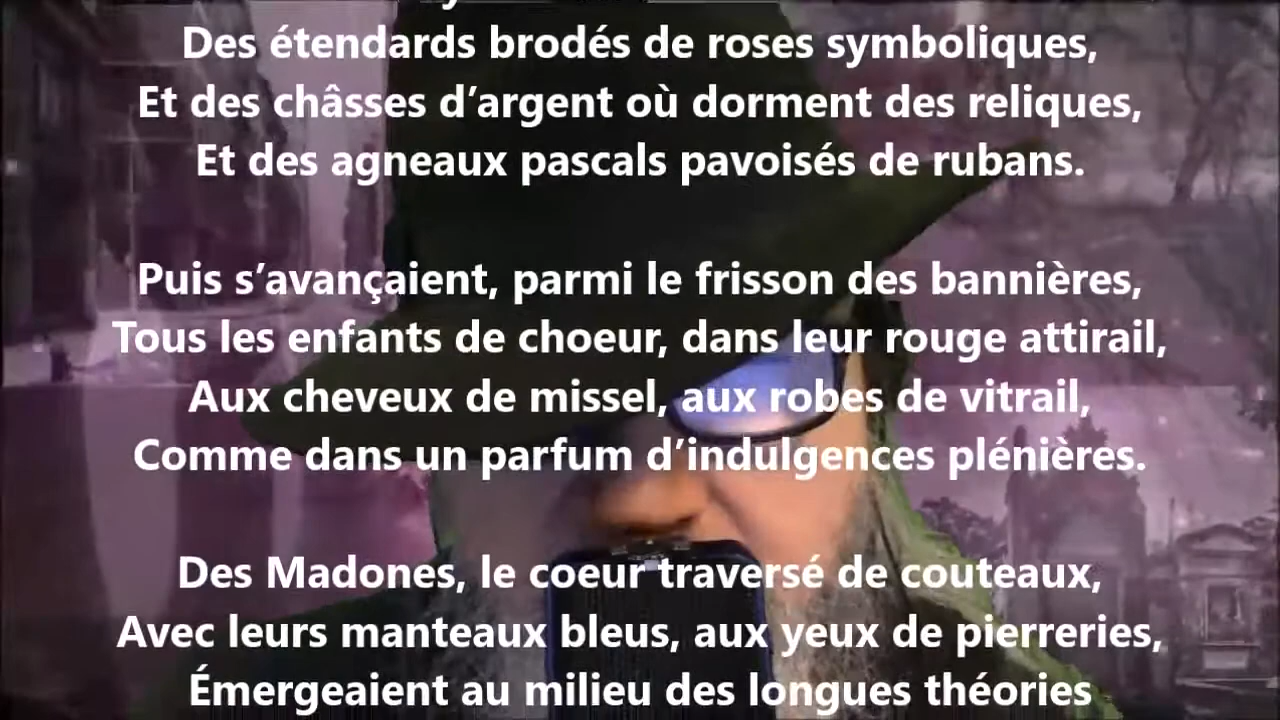 Des étendards brodés de roses symboliques,
Et des châsses d’argent où dorment des reliques,
Et des agneaux pascals pavoisés de rubans.
Puis s’avançaient, parmi le frisson des bannières,
Tous les enfants de choeur, dans leur rouge attirail,
Aux cheveux de missel, aux robes de vitrail,
Comme dans un parfum d’indulgences plénières.
Des Madones, le coeur traversé de couteaux,
Avec leurs manteaux bleus, aux yeux de pierreries,
Émergeaient au milieu des longues théories